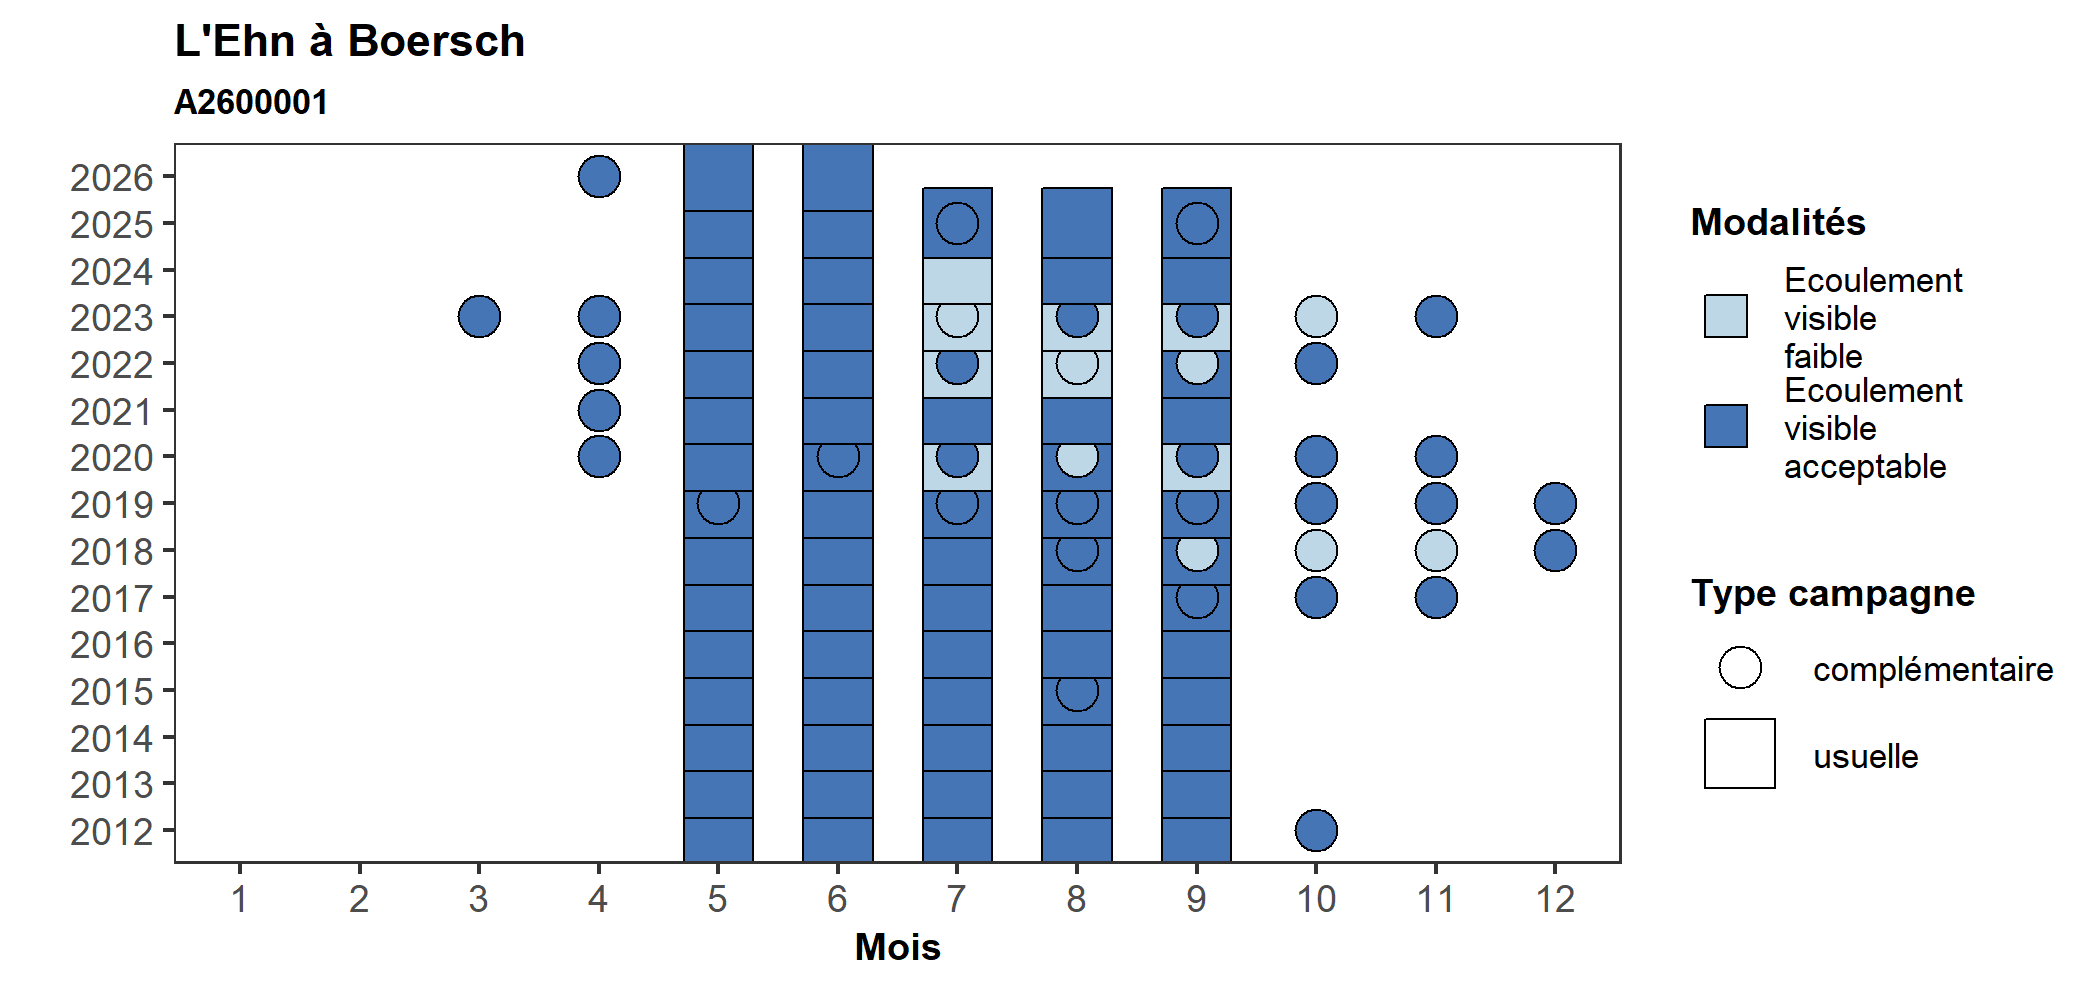 L'Ehn à Boersch
A2600001
2026
2025
2024
2023
2022
2021
2020
2019
2018
2017
2016
2015
2014
2013
2012
1 2 3 4 5 6 7 8 9 10 11 12
Mois
Modalités
Ecoulement
visible
faible
Ecoulement
visible
acceptable
Type campagne
complémentaire
usuelle